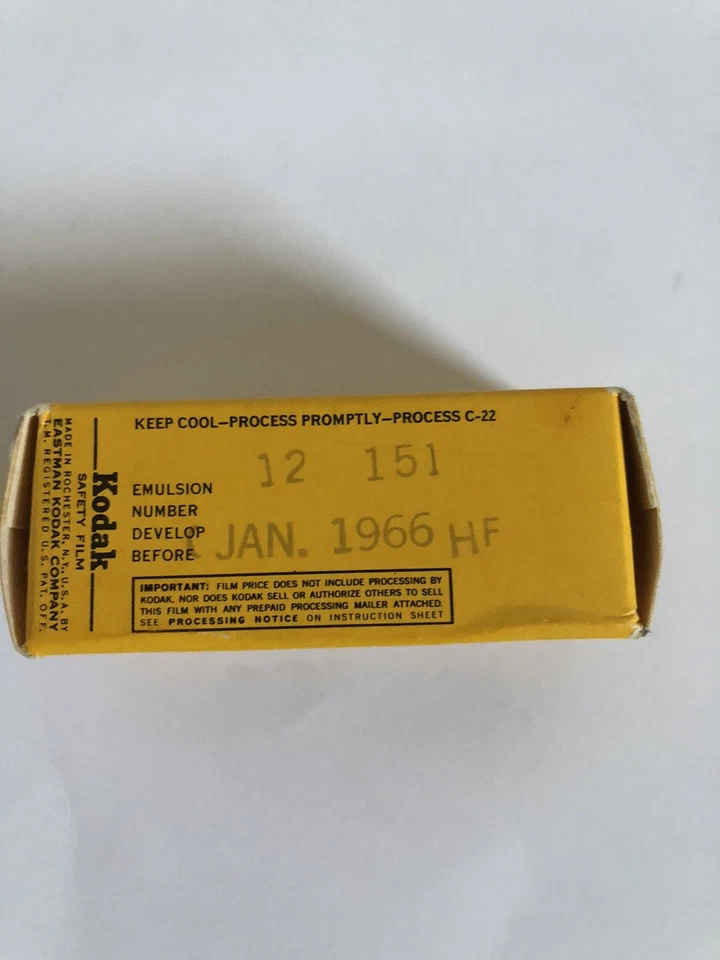 KEEP COOL—PROCESS PROMPTLY—PROCESS C-22
12 151
EMULSION
NUMBER
DEVELOP
BEFORE
JAN. 1966 HF
IMPORTANT: FILM PRICE DOES NOT INCLUDE PROCESSING BY
KODAK, NOR DOES KODAK SELL OR AUTHORIZE OTHERS TO SELL
THIS FILM WITH ANY PREPAID PROCESSING MAILER ATTACHED.
SEE PROCESSING NOTICE ON INSTRUCTION SHEET
Kodak
SAFETY FILM
MADE IN ROCHESTER, N.Y., U.S.A. BY
EASTMAN KODAK COMPANY
T.M. REGISTERED U.S. PAT. OFF.